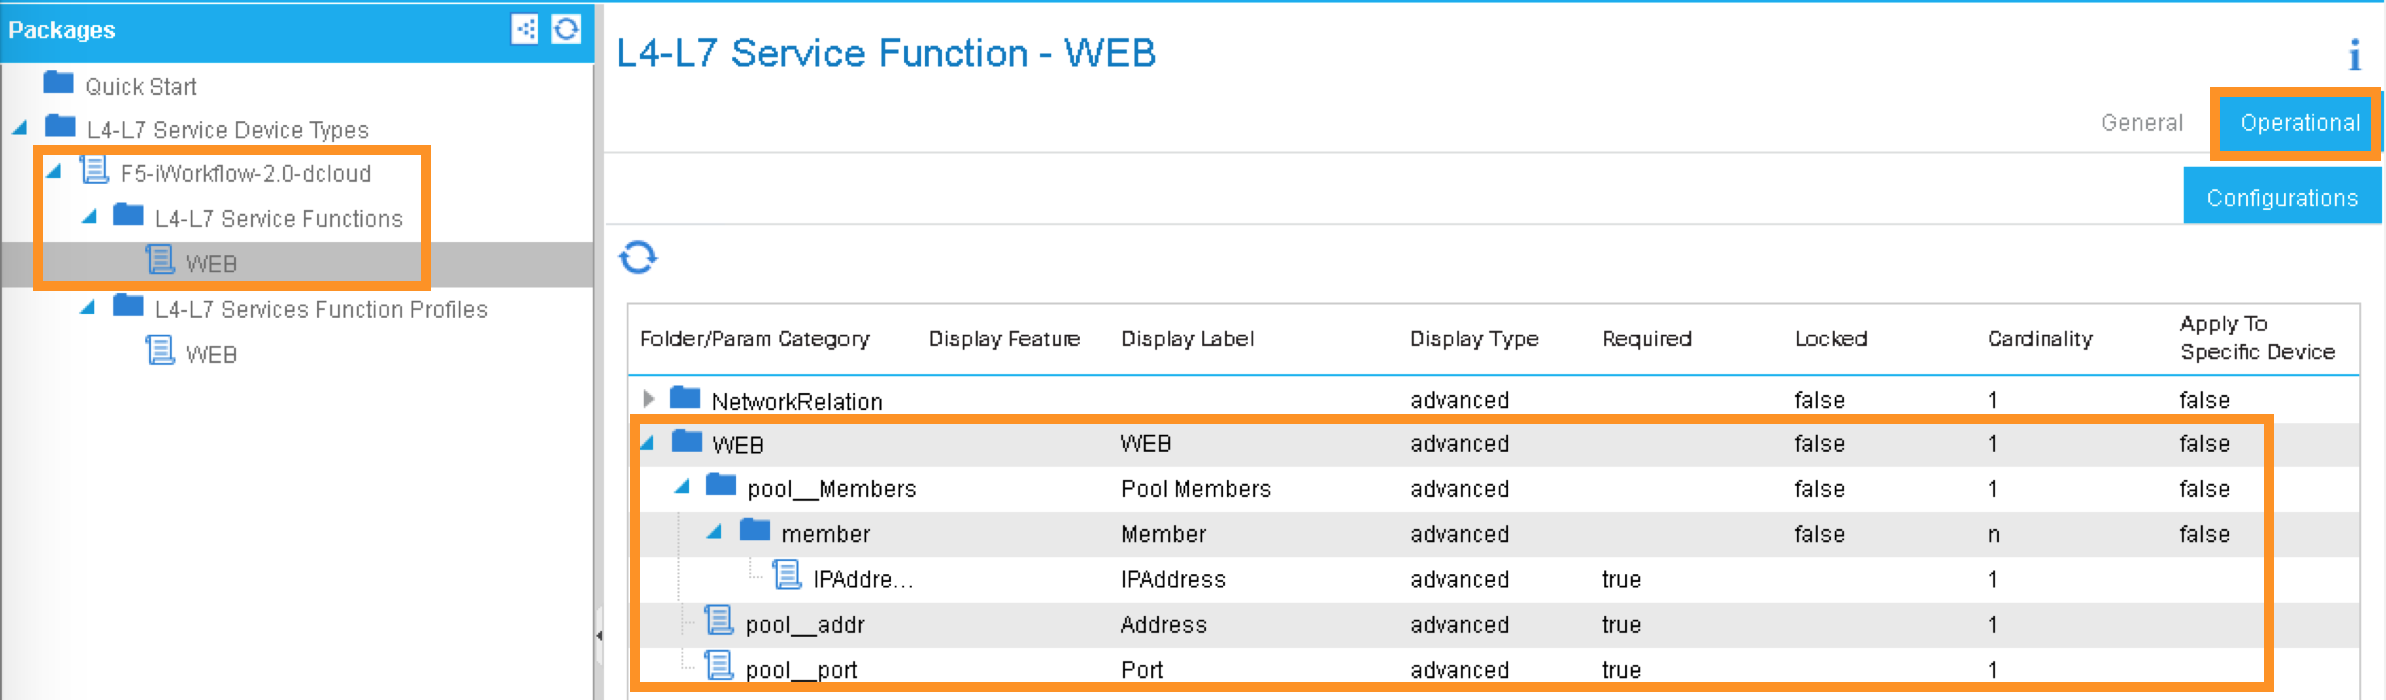 Packages
Quick Start
L4-L7 Service Device Types
F5-iWorkflow-2.0-dcloud
L4-L7 Service Functions
WEB
L4-L7 Services Function Profiles
WEB
L4-L7 Service Function - WEB
i
General Operational
Configurations
Folder/Param Category Display Feature Display Label Display Type Required Locked Cardinality Apply To Specific Device
NetworkRelation advanced false 1 false
WEB WEB advanced false 1 false
pool__Members Pool Members advanced false 1 false
member Member advanced false n false
IPAddre... IPAddress advanced true 1
pool__addr Address advanced true 1
pool__port Port advanced true 1